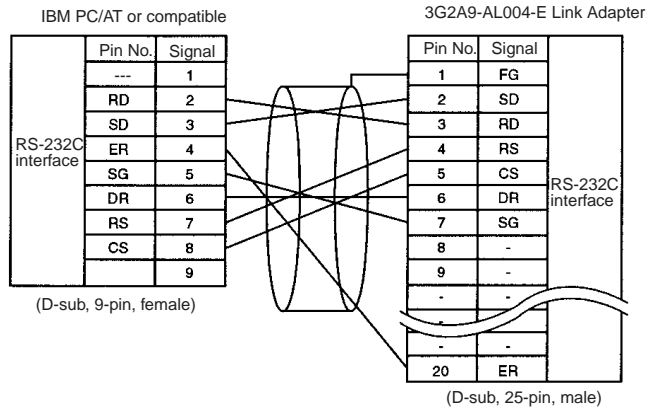 IBM PC/AT or compatible
3G2A9-AL004-E Link Adapter
RS-232C interface
Pin No. Signal
--- 1
RD 2
SD 3
ER 4
SG 5
DR 6
RS 7
CS 8
9
(D-sub, 9-pin, female)
Pin No. Signal
1 FG
2 SD
3 RD
4 RS
5 CS
6 DR
7 SG
8 -
9 -
- -
- -
- -
20 ER
RS-232C interface
(D-sub, 25-pin, male)